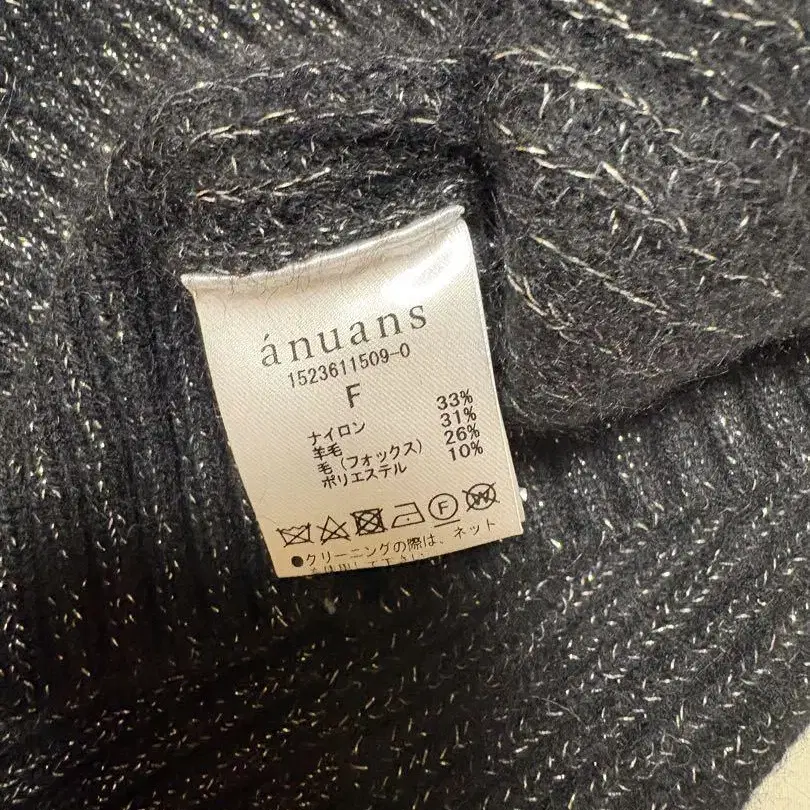 ánuans
1523611509-0
F
ナイロン 33%
羊毛 31%
毛(フォックス) 26%
ポリエステル 10%
F
W
●クリーニングの際は、ネット